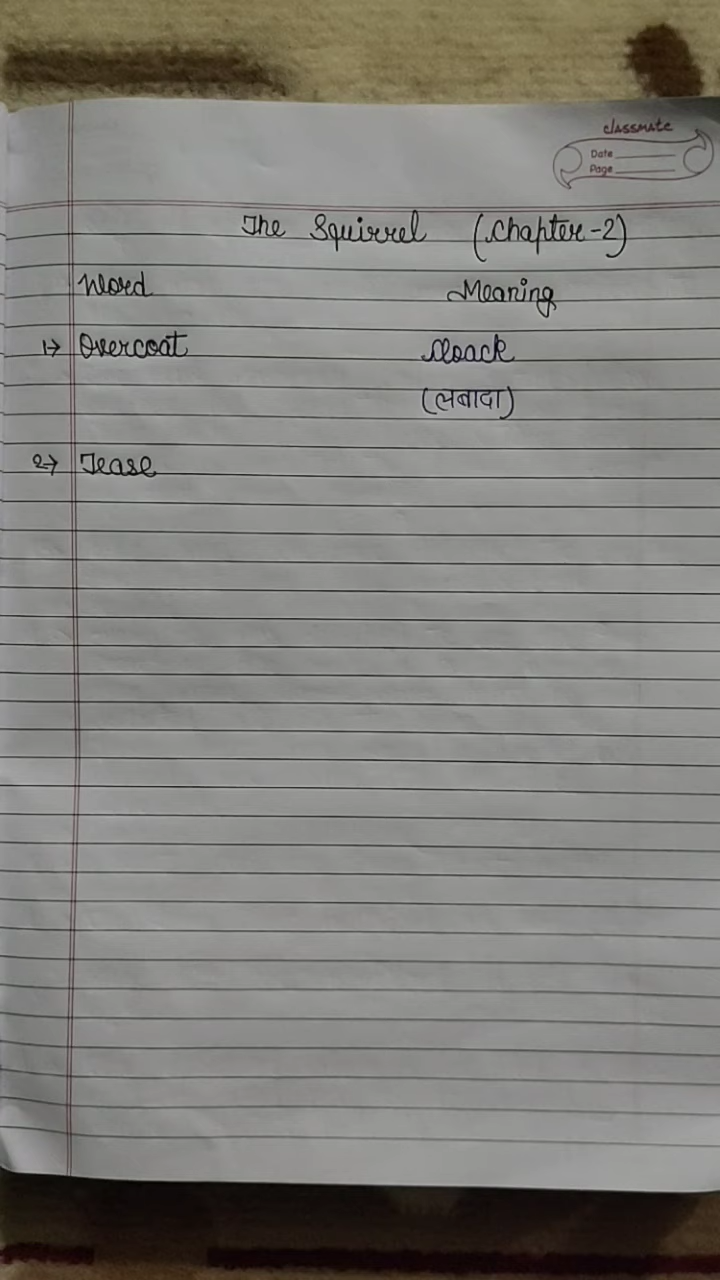 classmate
Date
Page
The Squirrel (Chapter-2)
Word Meaning
1→ Overcoat Cloack
(लबादा)
2→ Tease